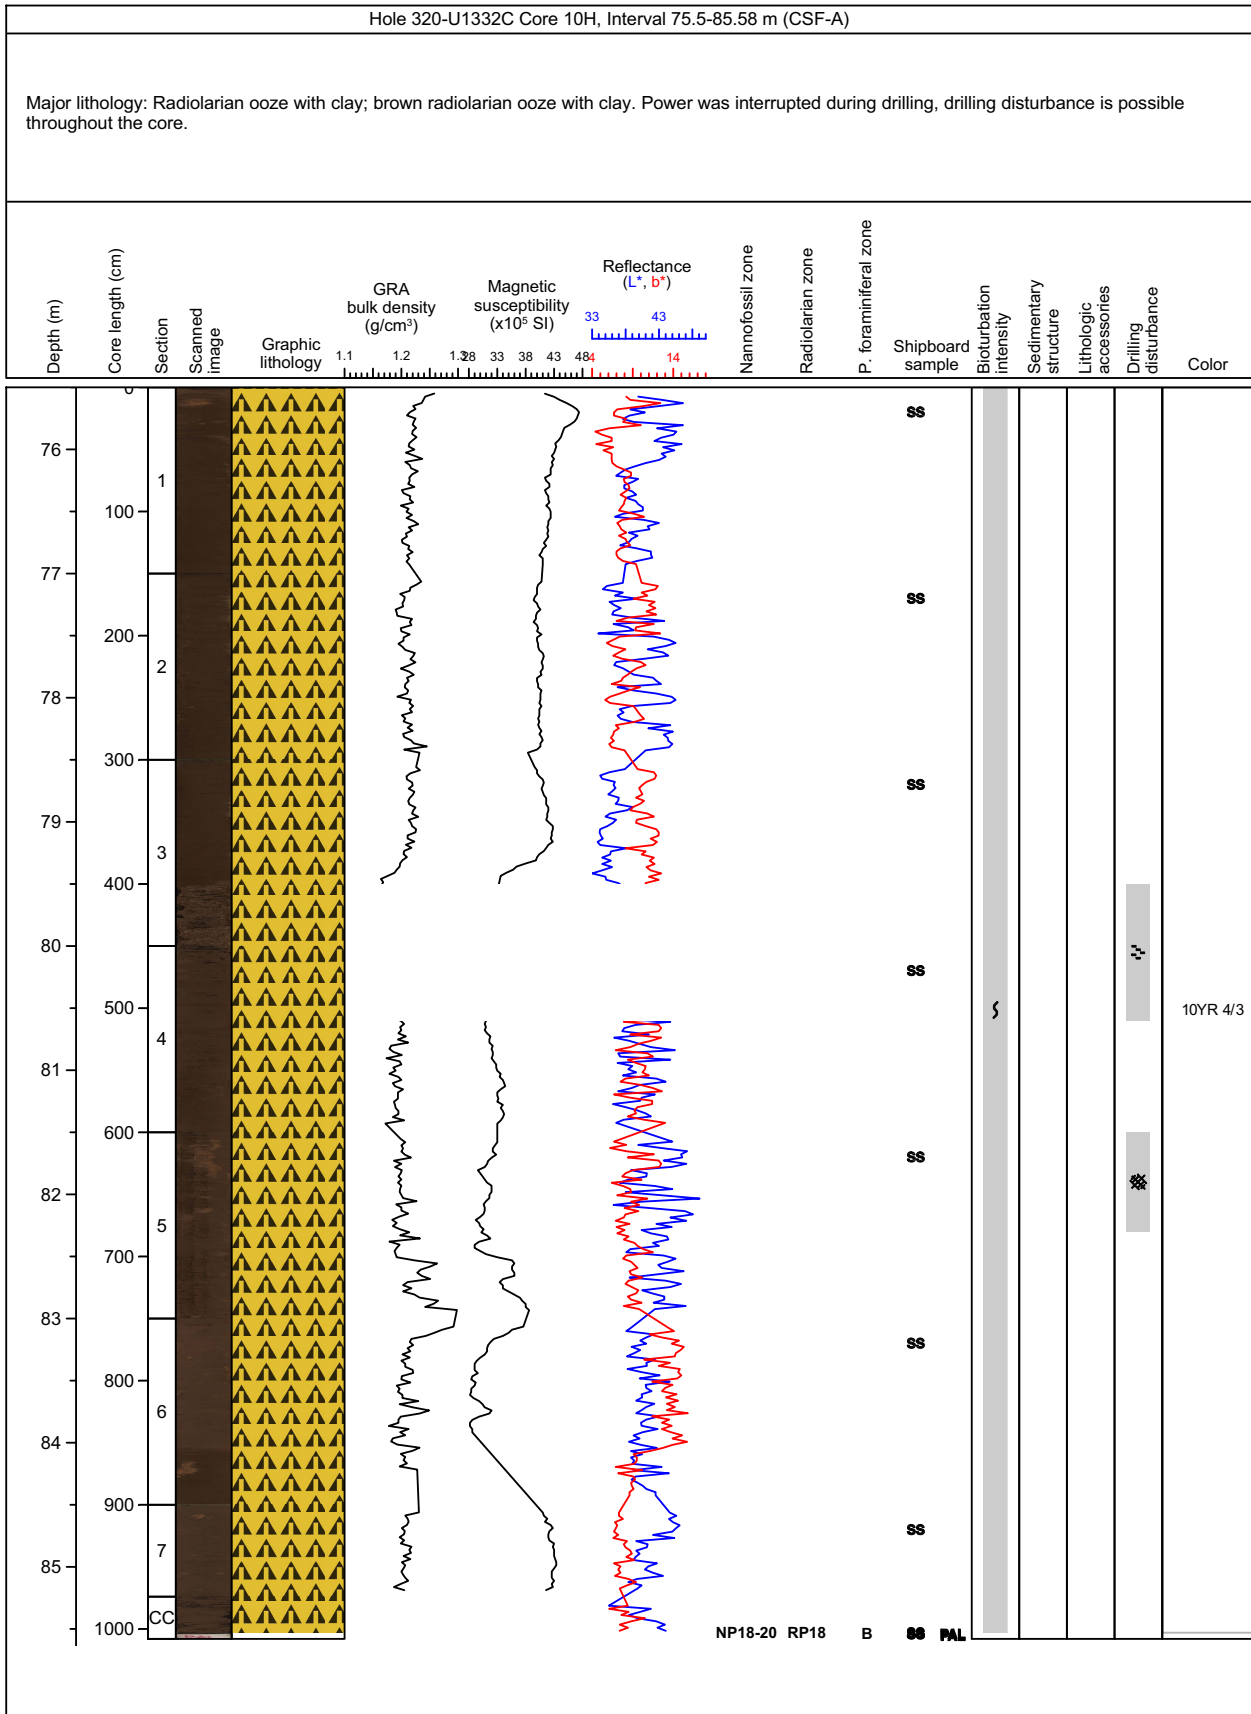 Hole 320-U1332C Core 10H, Interval 75.5-85.58 m (CSF-A)
Major lithology: Radiolarian ooze with clay; brown radiolarian ooze with clay. Power was interrupted during drilling, drilling disturbance is possible
throughout the core.
Depth (m)
Core length (cm)
Section
Scanned
image
Graphic
lithology
GRA
bulk density
(g/cm³)
1.1 1.2 1.3
Magnetic
susceptibility
(x10⁵ SI)
28 33 38 43 48
Reflectance
(L*, b*)
33 43
4 14
Nannofossil zone
Radiolarian zone
P. foraminiferal zone
Shipboard
sample
Bioturbation
intensity
Sedimentary
structure
Lithologic
accessories
Drilling
disturbance
Color
0
SS
76
1
100
77
SS
200
2
78
300
SS
79
3
400
80
SS
500
10YR 4/3
4
81
600
SS
82
5
700
83
SS
800
6
84
900
SS
7
85
CC
1000
NP18-20 RP18 B SS PAL